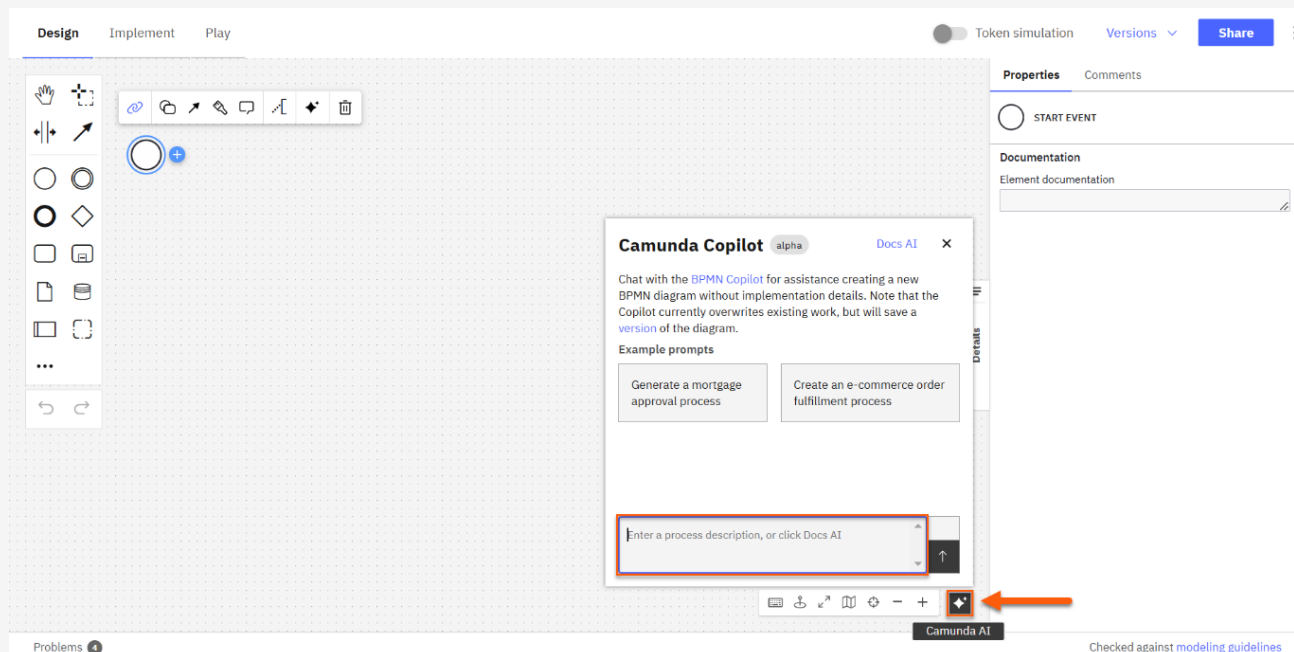 Design Implement Play Token simulation Versions Share
Properties Comments
START EVENT
Documentation
Element documentation
Camunda Copilot alpha Docs AI
Chat with the BPMN Copilot for assistance creating a new
BPMN diagram without implementation details. Note that the
Copilot currently overwrites existing work, but will save a
version of the diagram.
Example prompts
Generate a mortgage
approval process
Create an e-commerce order
fulfillment process
Details
Enter a process description, or click Docs AI
Camunda AI
Problems 4 Checked against modeling guidelines